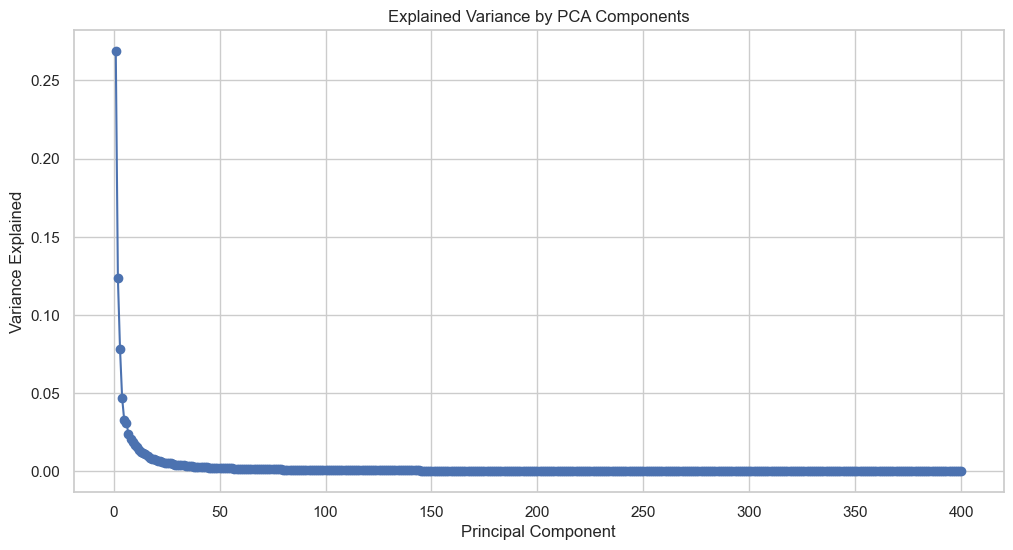 Explained Variance by PCA Components
Variance Explained
0.25
0.20
0.15
0.10
0.05
0.00
0 50 100 150 200 250 300 350 400
Principal Component